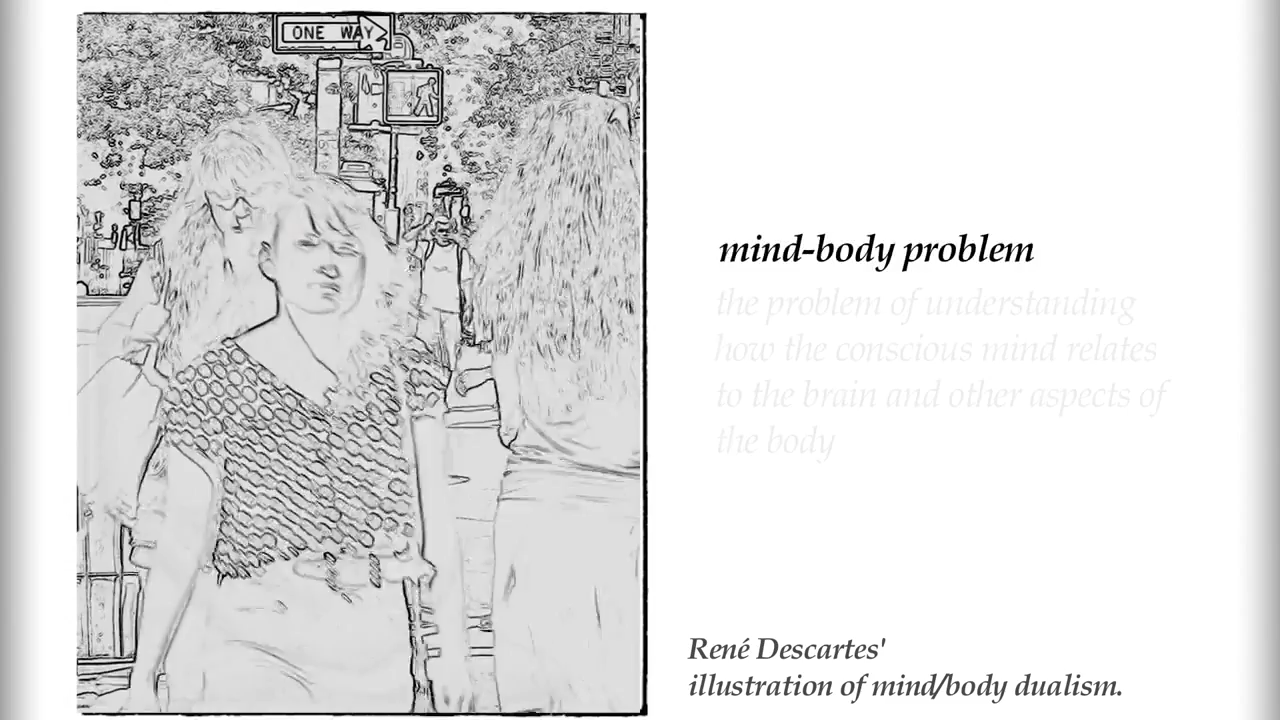 ONE WAY
mind-body problem
the problem of understanding
how the conscious mind relates
to the brain and other aspects of
the body
René Descartes'
illustration of mind/body dualism.